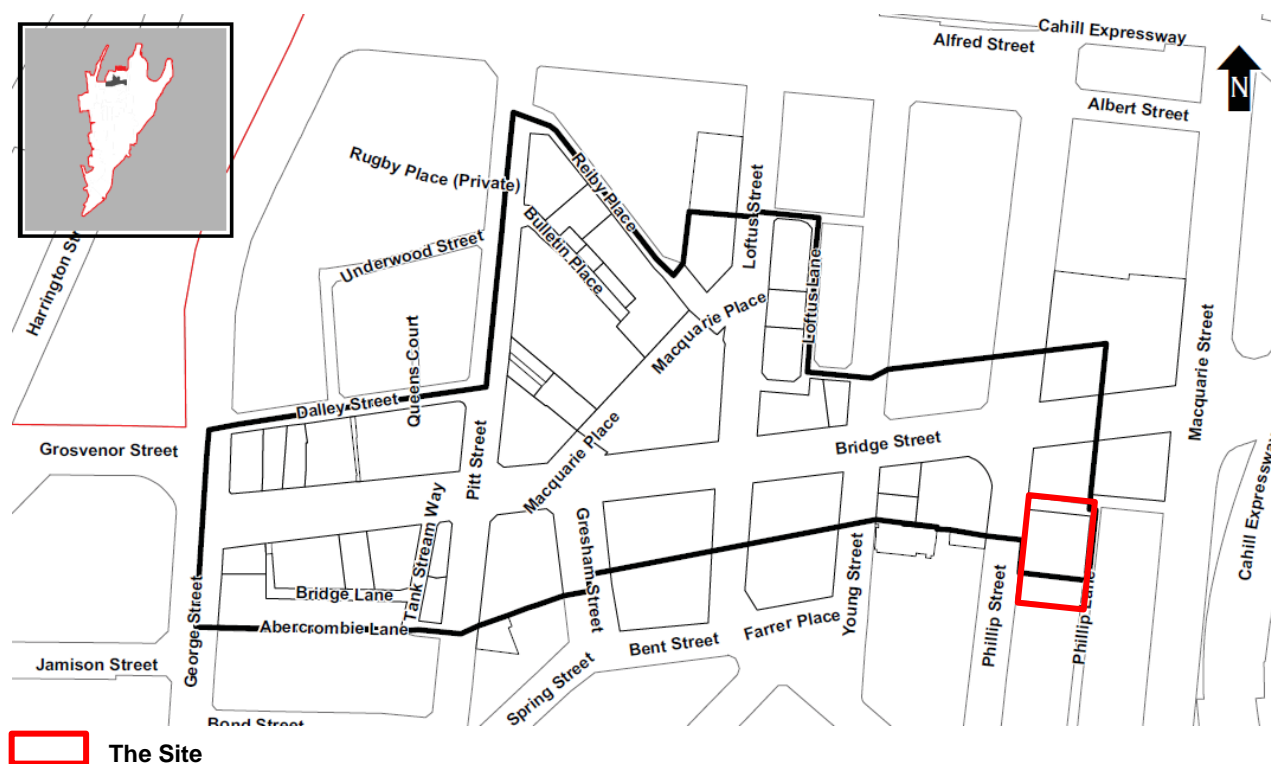 Cahill Expressway
Alfred Street
N
Albert Street
Rugby Place (Private)
Reiby Place
Loftus Street
Bulletin Place
Harrington St
Underwood Street
Loftus Lane
Macquarie Place
Macquarie Street
Queens Court
Dalley Street
Grosvenor Street
Bridge Street
Pitt Street
Macquarie Place
Cahill Expressway
Tank Stream Way
Gresham Street
Young Street
Bridge Lane
George Street
Phillip Street
Phillip Lane
Abercrombie Lane
Farrer Place
Bent Street
Jamison Street
Spring Street
Bond Street
The Site